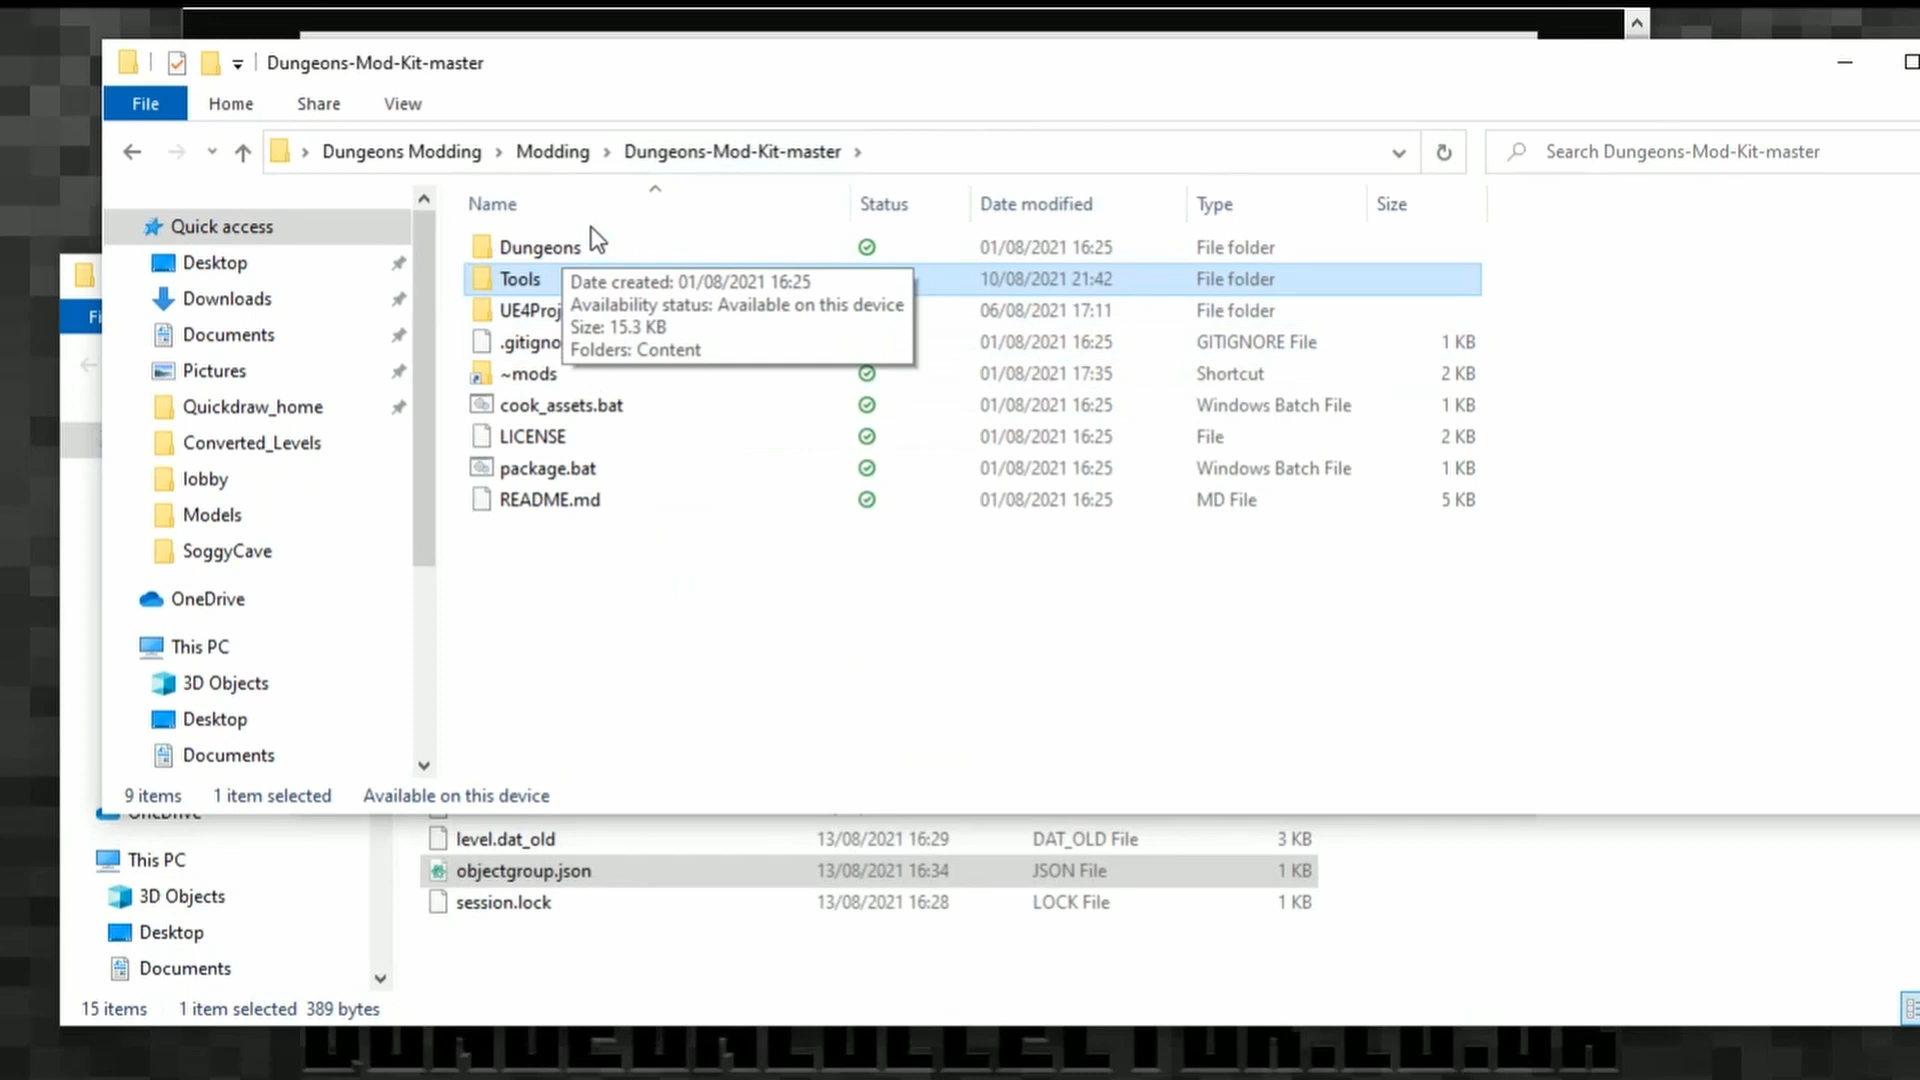 Dungeons-Mod-Kit-master
File Home Share View
Dungeons Modding Modding Dungeons-Mod-Kit-master
Search Dungeons-Mod-Kit-master
Name Status Date modified Type Size
Quick access
Desktop
Downloads
Documents
Pictures
Quickdraw_home
Converted_Levels
lobby
Models
SoggyCave
OneDrive
This PC
3D Objects
Desktop
Documents
Dungeons 01/08/2021 16:25 File folder
Tools 10/08/2021 21:42 File folder
UE4Proj 06/08/2021 17:11 File folder
.gitigno 01/08/2021 16:25 GITIGNORE File 1 KB
~mods 01/08/2021 17:35 Shortcut 2 KB
cook_assets.bat 01/08/2021 16:25 Windows Batch File 1 KB
LICENSE 01/08/2021 16:25 File 2 KB
package.bat 01/08/2021 16:25 Windows Batch File 1 KB
README.md 01/08/2021 16:25 MD File 5 KB
Date created: 01/08/2021 16:25
Availability status: Available on this device
Size: 15.3 KB
Folders: Content
9 items 1 item selected Available on this device
Fi
OneDrive
This PC
3D Objects
Desktop
Documents
level.dat_old 13/08/2021 16:29 DAT_OLD File 3 KB
objectgroup.json 13/08/2021 16:34 JSON File 1 KB
session.lock 13/08/2021 16:28 LOCK File 1 KB
15 items 1 item selected 389 bytes